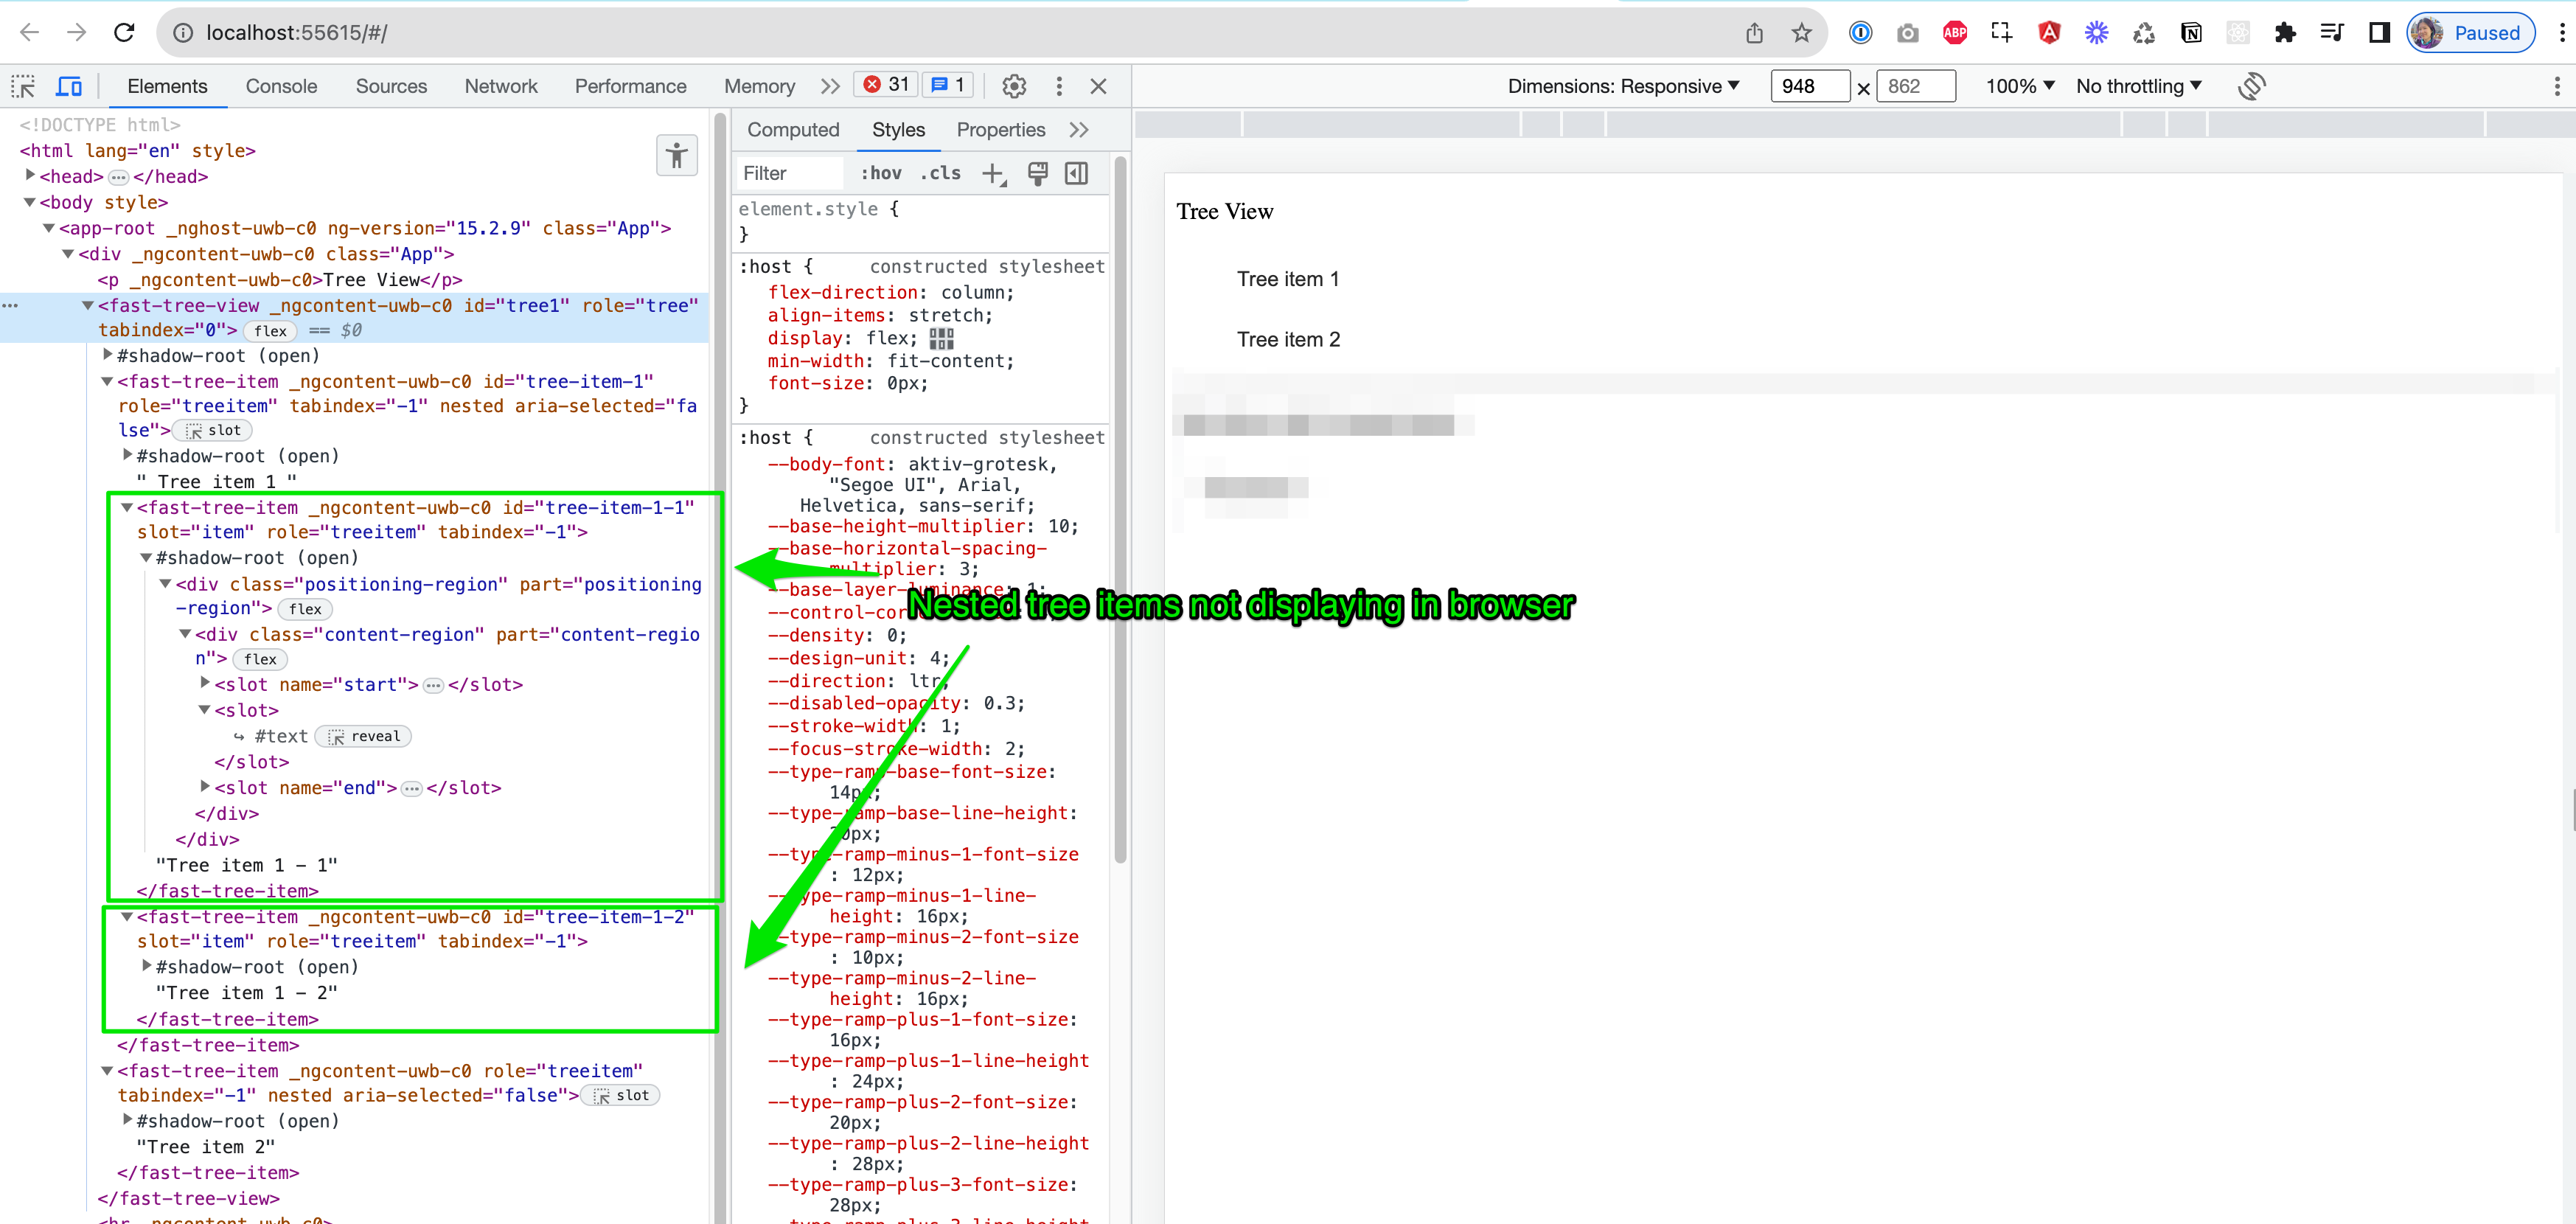 localhost:55615/#/
Paused
Elements Console Sources Network Performance Memory 31 1
Dimensions: Responsive 948 × 862 100% No throttling
<!DOCTYPE html>
<html lang="en" style>
<head> ••• </head>
<body style>
<app-root _nghost-uwb-c0 ng-version="15.2.9" class="App">
<div _ngcontent-uwb-c0 class="App">
<p _ngcontent-uwb-c0>Tree View</p>
<fast-tree-view _ngcontent-uwb-c0 id="tree1" role="tree"
tabindex="0"> flex == $0
#shadow-root (open)
<fast-tree-item _ngcontent-uwb-c0 id="tree-item-1"
role="treeitem" tabindex="-1" nested aria-selected="fa
lse"> slot
#shadow-root (open)
" Tree item 1 "
<fast-tree-item _ngcontent-uwb-c0 id="tree-item-1-1"
slot="item" role="treeitem" tabindex="-1">
#shadow-root (open)
<div class="positioning-region" part="positioning
-region"> flex
<div class="content-region" part="content-regio
n"> flex
<slot name="start"> ••• </slot>
<slot>
↪ #text reveal
</slot>
<slot name="end"> ••• </slot>
</div>
</div>
"Tree item 1 - 1"
</fast-tree-item>
<fast-tree-item _ngcontent-uwb-c0 id="tree-item-1-2"
slot="item" role="treeitem" tabindex="-1">
#shadow-root (open)
"Tree item 1 - 2"
</fast-tree-item>
</fast-tree-item>
<fast-tree-item _ngcontent-uwb-c0 role="treeitem"
tabindex="-1" nested aria-selected="false"> slot
#shadow-root (open)
"Tree item 2"
</fast-tree-item>
</fast-tree-view>
<hr _ngcontent-uwb-c0>
Computed Styles Properties
Filter :hov .cls
element.style {
}
:host { constructed stylesheet
flex-direction: column;
align-items: stretch;
display: flex;
min-width: fit-content;
font-size: 0px;
}
:host { constructed stylesheet
--body-font: aktiv-grotesk,
"Segoe UI", Arial,
Helvetica, sans-serif;
--base-height-multiplier: 10;
--base-horizontal-spacing-
multiplier: 3;
--base-layer-luminance: 1;
--density: 0;
--design-unit: 4;
--direction: ltr;
--disabled-opacity: 0.3;
--stroke-width: 1;
--focus-stroke-width: 2;
--type-ramp-base-font-size:
14px;
--type-ramp-base-line-height:
20px;
--type-ramp-minus-1-font-size
: 12px;
--type-ramp-minus-1-line-
height: 16px;
--type-ramp-minus-2-font-size
: 10px;
--type-ramp-minus-2-line-
height: 16px;
--type-ramp-plus-1-font-size:
16px;
--type-ramp-plus-1-line-height
: 24px;
--type-ramp-plus-2-font-size:
20px;
--type-ramp-plus-2-line-height
: 28px;
--type-ramp-plus-3-font-size:
28px;
--type-ramp-plus-3-line-height
Nested tree items not displaying in browser
Tree View
Tree item 1
Tree item 2